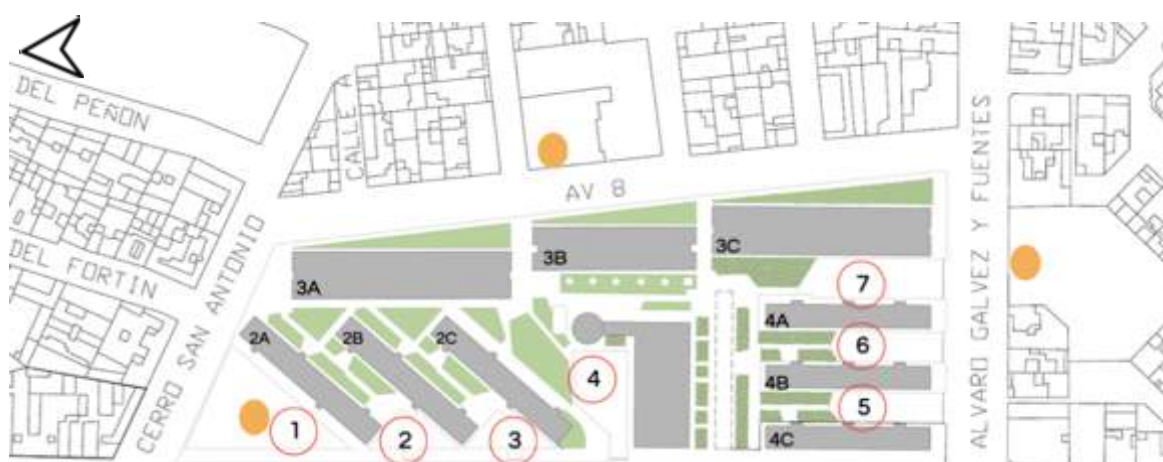 DEL PEÑON
CALLE
AV 8
DEL FORTIN
CERRO SAN ANTONIO
ALVARO GALVEZ Y FUENTES
3A
3B
3C
2A
2B
2C
4A
4B
4C
1
2
3
4
5
6
7